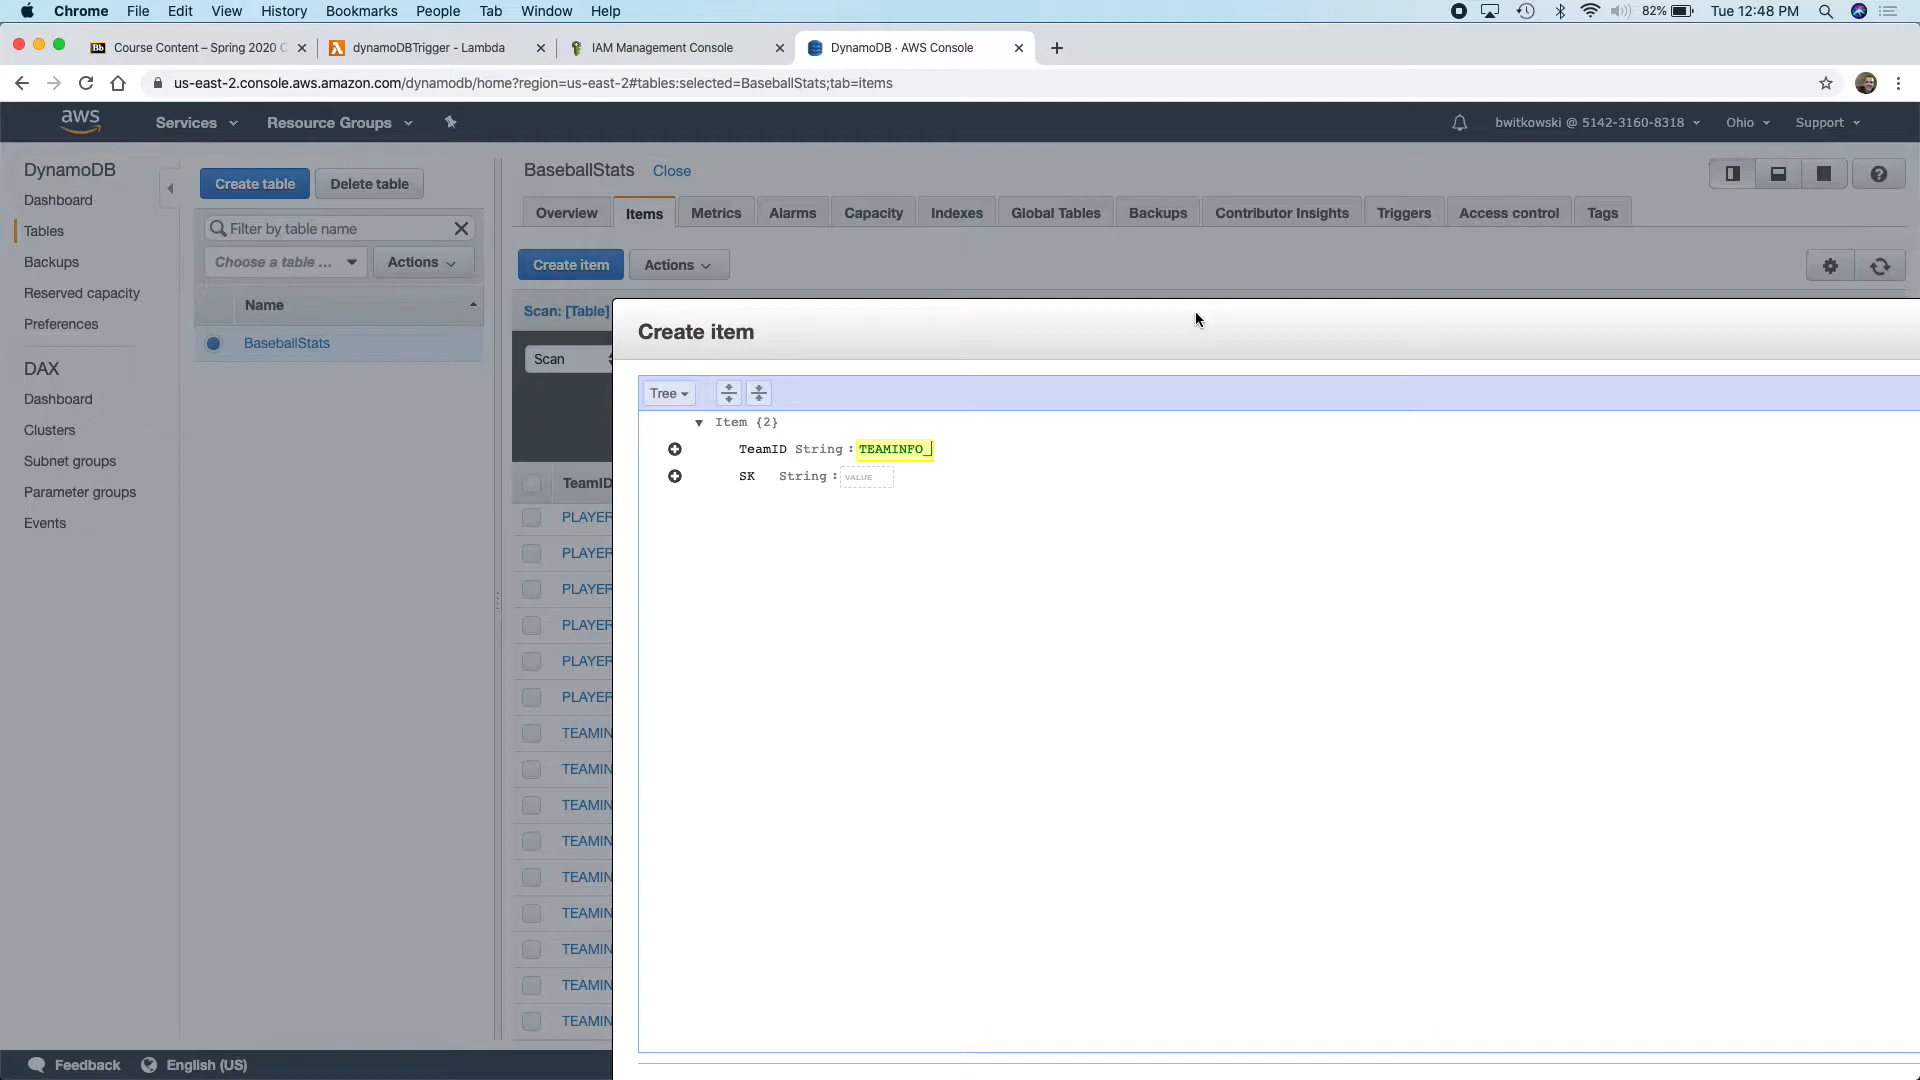 Chrome File Edit View History Bookmarks People Tab Window Help 82% Tue 12:48 PM
Bb Course Content – Spring 2020 C dynamoDBTrigger - Lambda IAM Management Console DynamoDB · AWS Console
us-east-2.console.aws.amazon.com/dynamodb/home?region=us-east-2#tables:selected=BaseballStats;tab=items
aws Services Resource Groups bwitkowski @ 5142-3160-8318 Ohio Support
DynamoDB
Dashboard
Tables
Backups
Reserved capacity
Preferences
DAX
Dashboard
Clusters
Subnet groups
Parameter groups
Events
Create table Delete table
Filter by table name
Choose a table ... Actions
Name
BaseballStats
BaseballStats Close
Overview Items Metrics Alarms Capacity Indexes Global Tables Backups Contributor Insights Triggers Access control Tags
Create item Actions
Scan: [Table]
Scan
TeamID
PLAYER
PLAYER
PLAYER
PLAYER
PLAYER
PLAYER
TEAMIN
TEAMIN
TEAMIN
TEAMIN
TEAMIN
TEAMIN
TEAMIN
TEAMIN
TEAMIN
Create item
Tree
Item {2}
TeamID String : TEAMINFO_
SK String : VALUE
Feedback English (US)